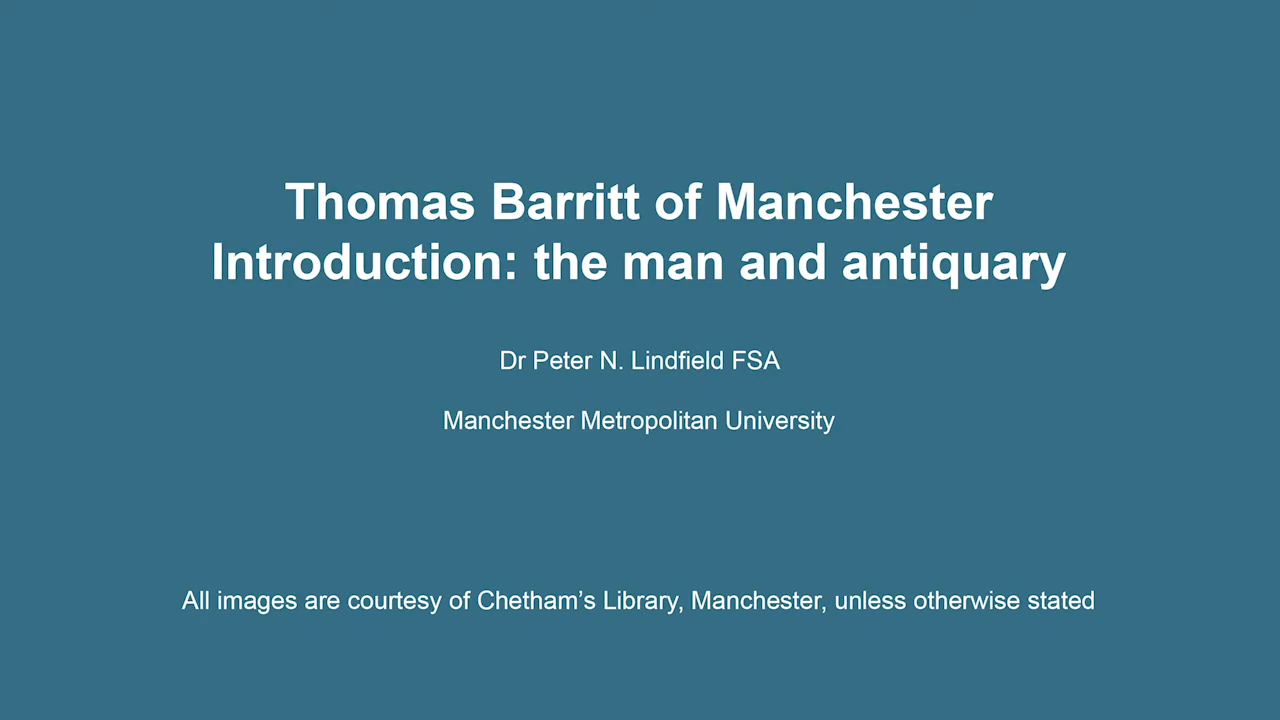 Thomas Barritt of Manchester
Introduction: the man and antiquary
Dr Peter N. Lindfield FSA
Manchester Metropolitan University
All images are courtesy of Chetham’s Library, Manchester, unless otherwise stated